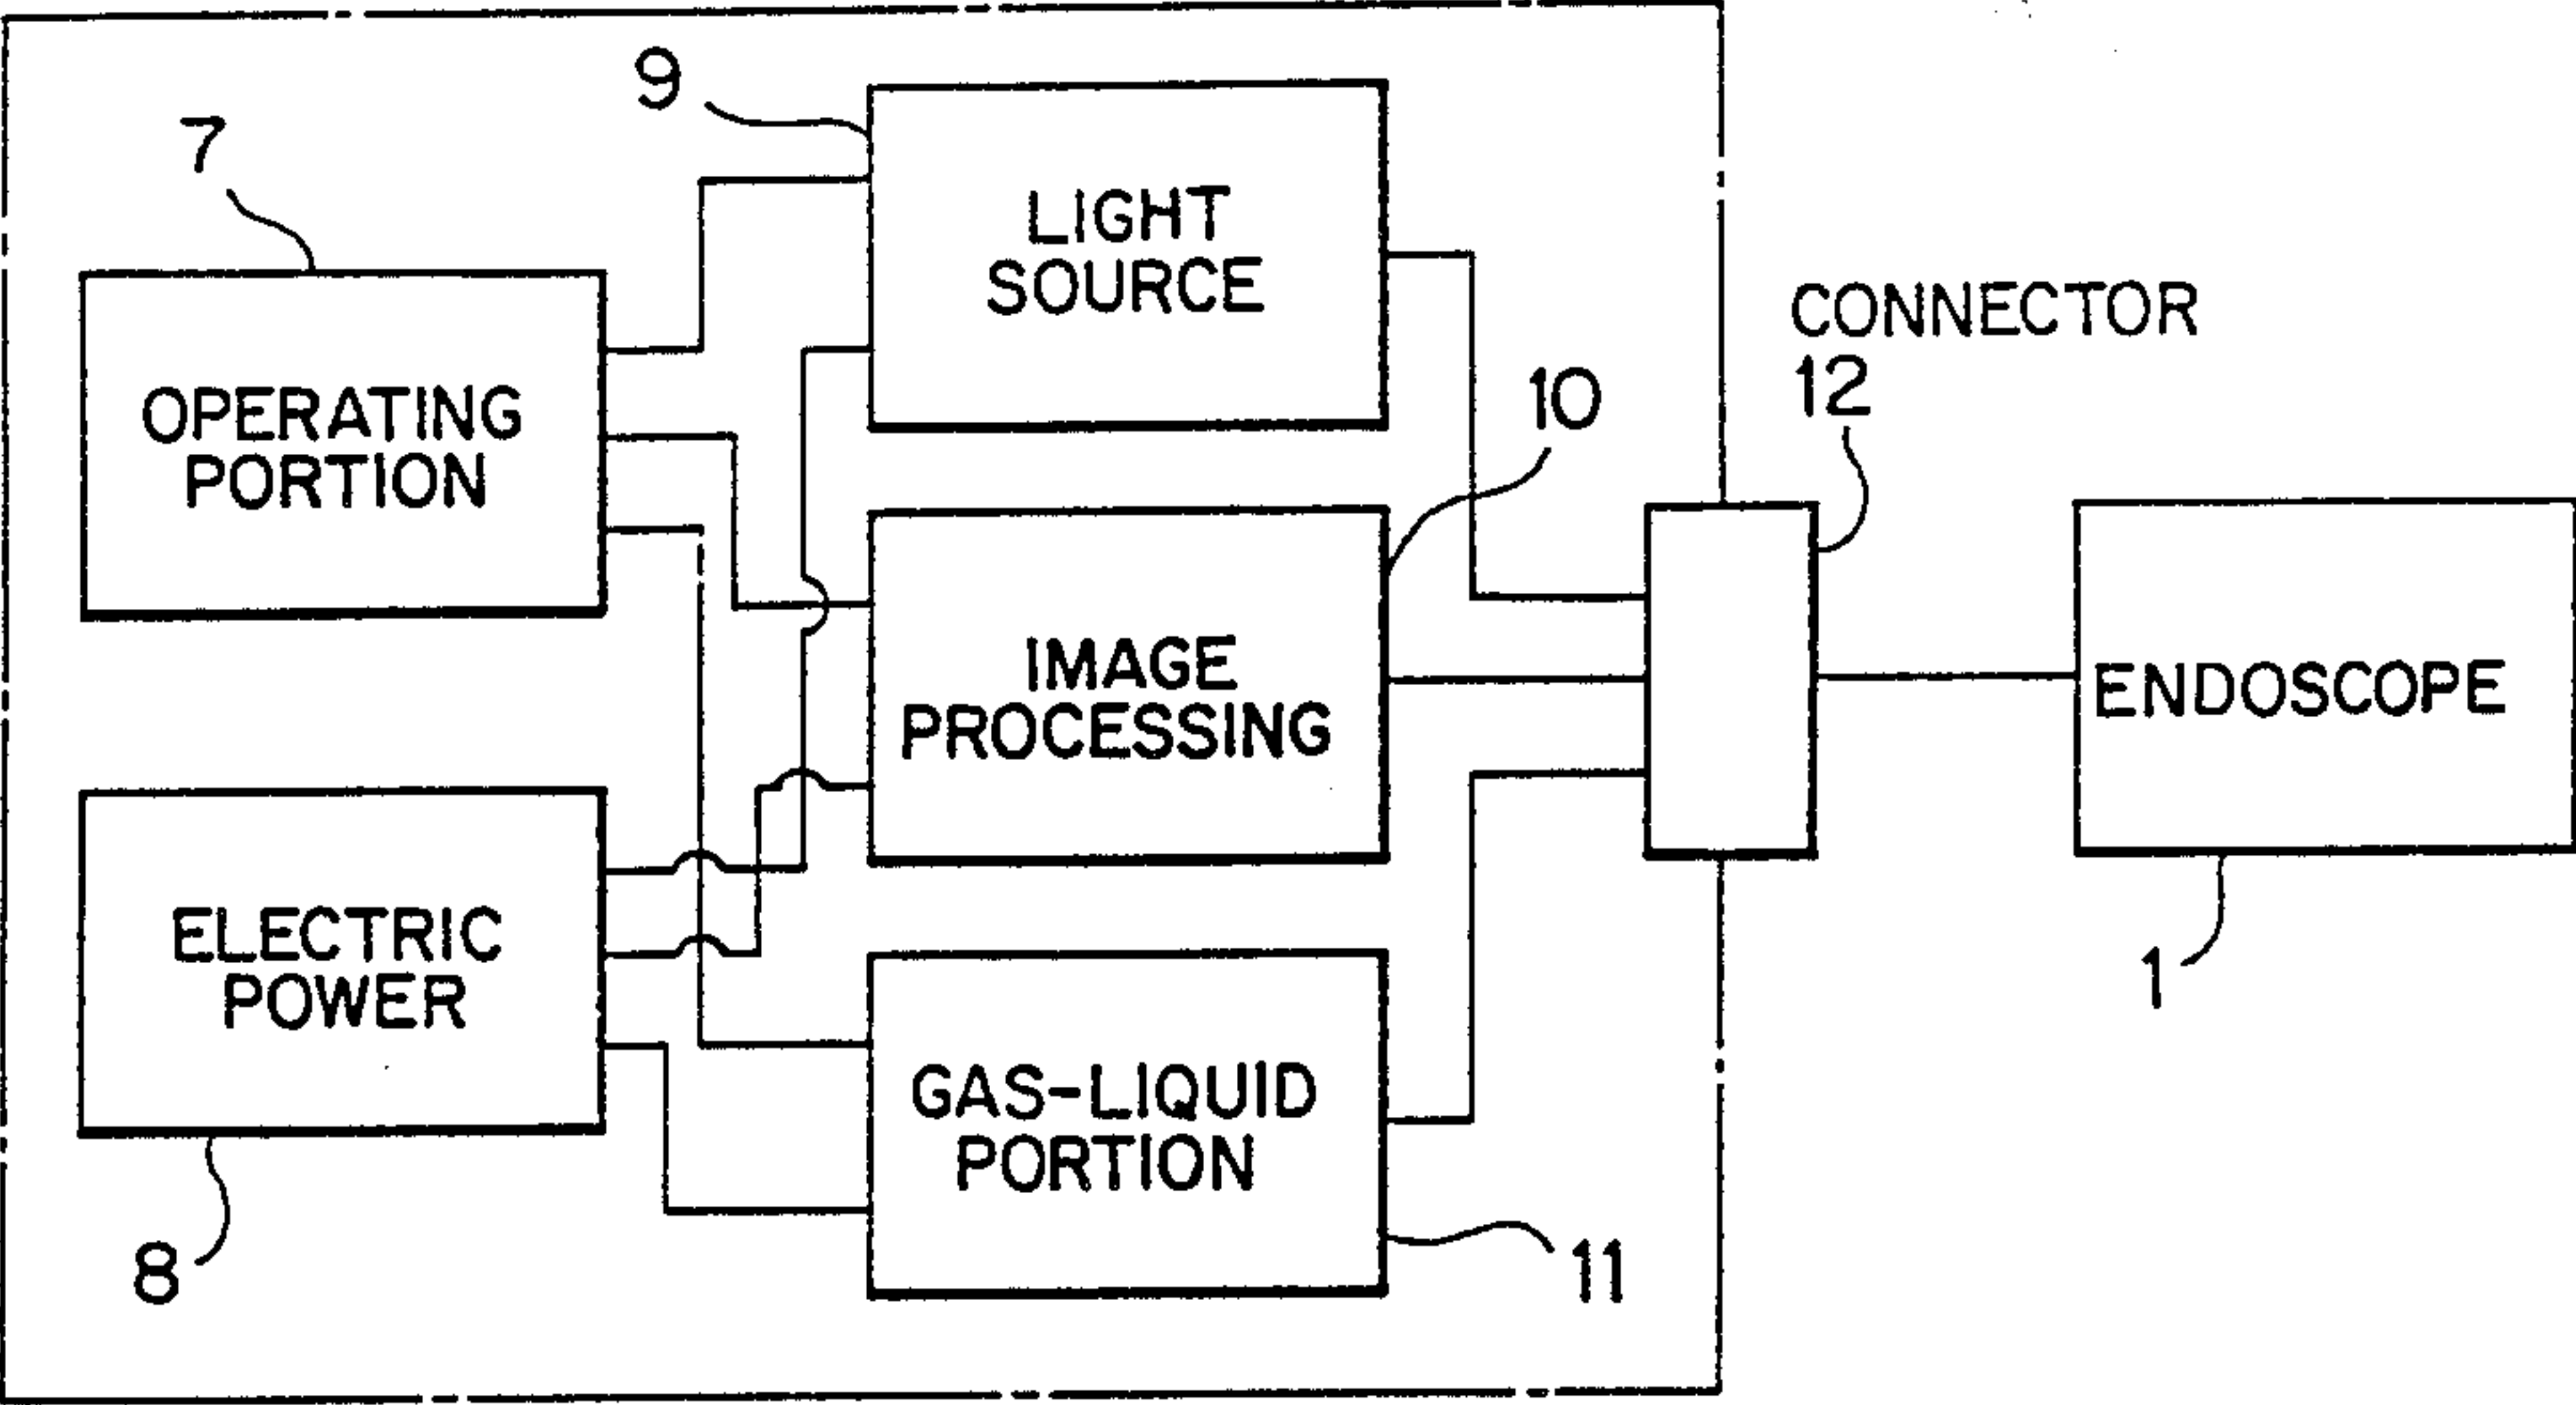 9
7
LIGHT
SOURCE
CONNECTOR
12
10
OPERATING
PORTION
IMAGE
PROCESSING
ENDOSCOPE
ELECTRIC
POWER
1
GAS-LIQUID
PORTION
8
11